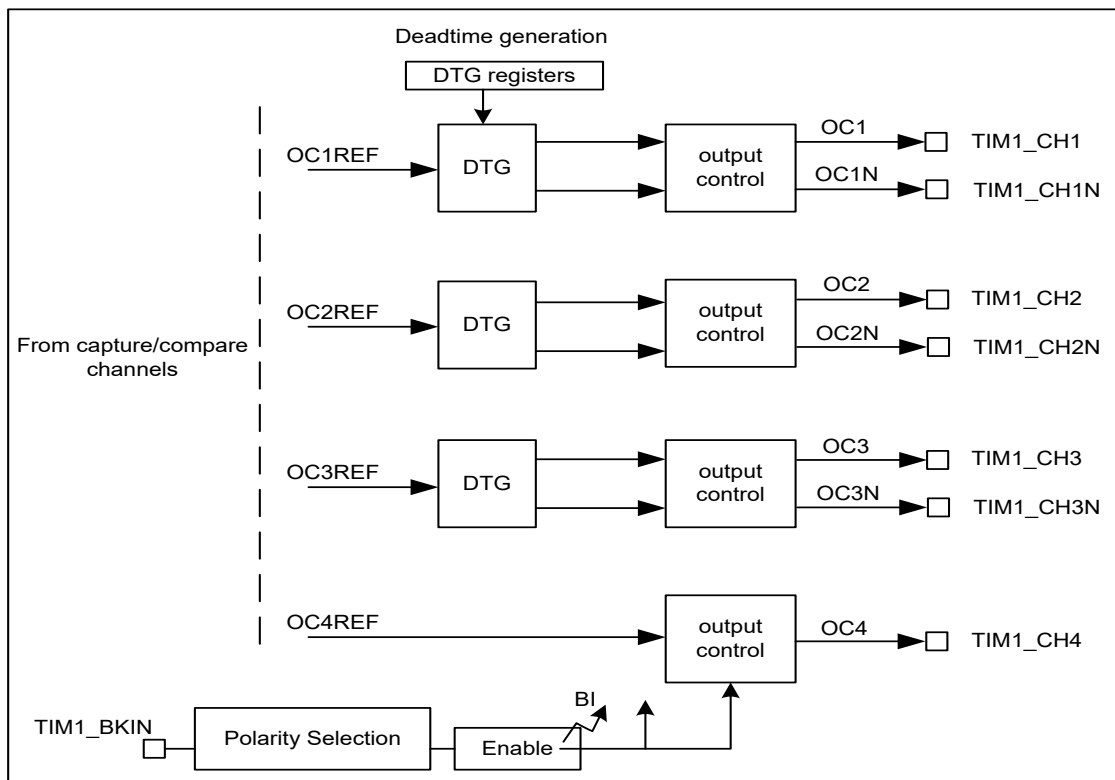 Deadtime generation
DTG registers
OC1REF
DTG
output
control
OC1
OC1N
TIM1_CH1
TIM1_CH1N
OC2REF
DTG
output
control
OC2
OC2N
TIM1_CH2
TIM1_CH2N
From capture/compare
channels
OC3REF
DTG
output
control
OC3
OC3N
TIM1_CH3
TIM1_CH3N
OC4REF
output
control
OC4
TIM1_CH4
TIM1_BKIN
Polarity Selection
Enable
BI